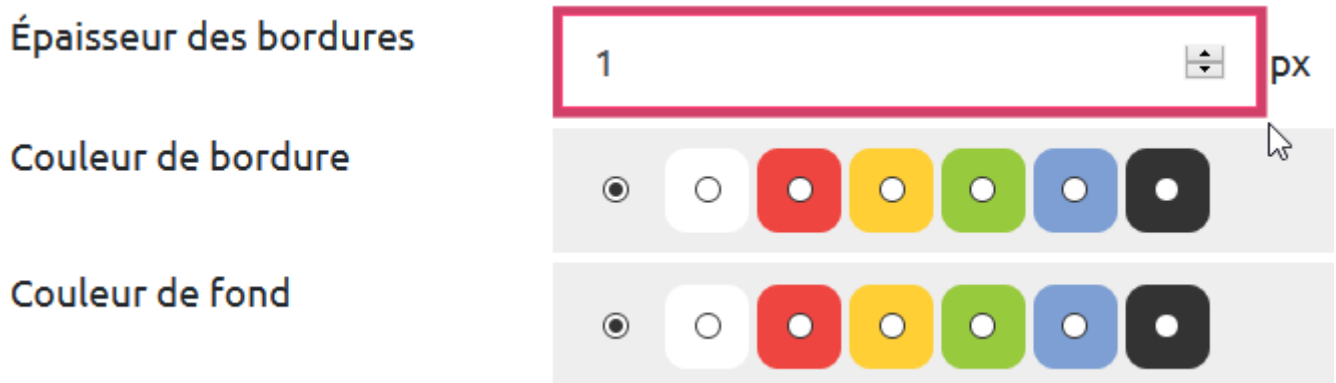 Épaisseur des bordures
1 px
Couleur de bordure
Couleur de fond